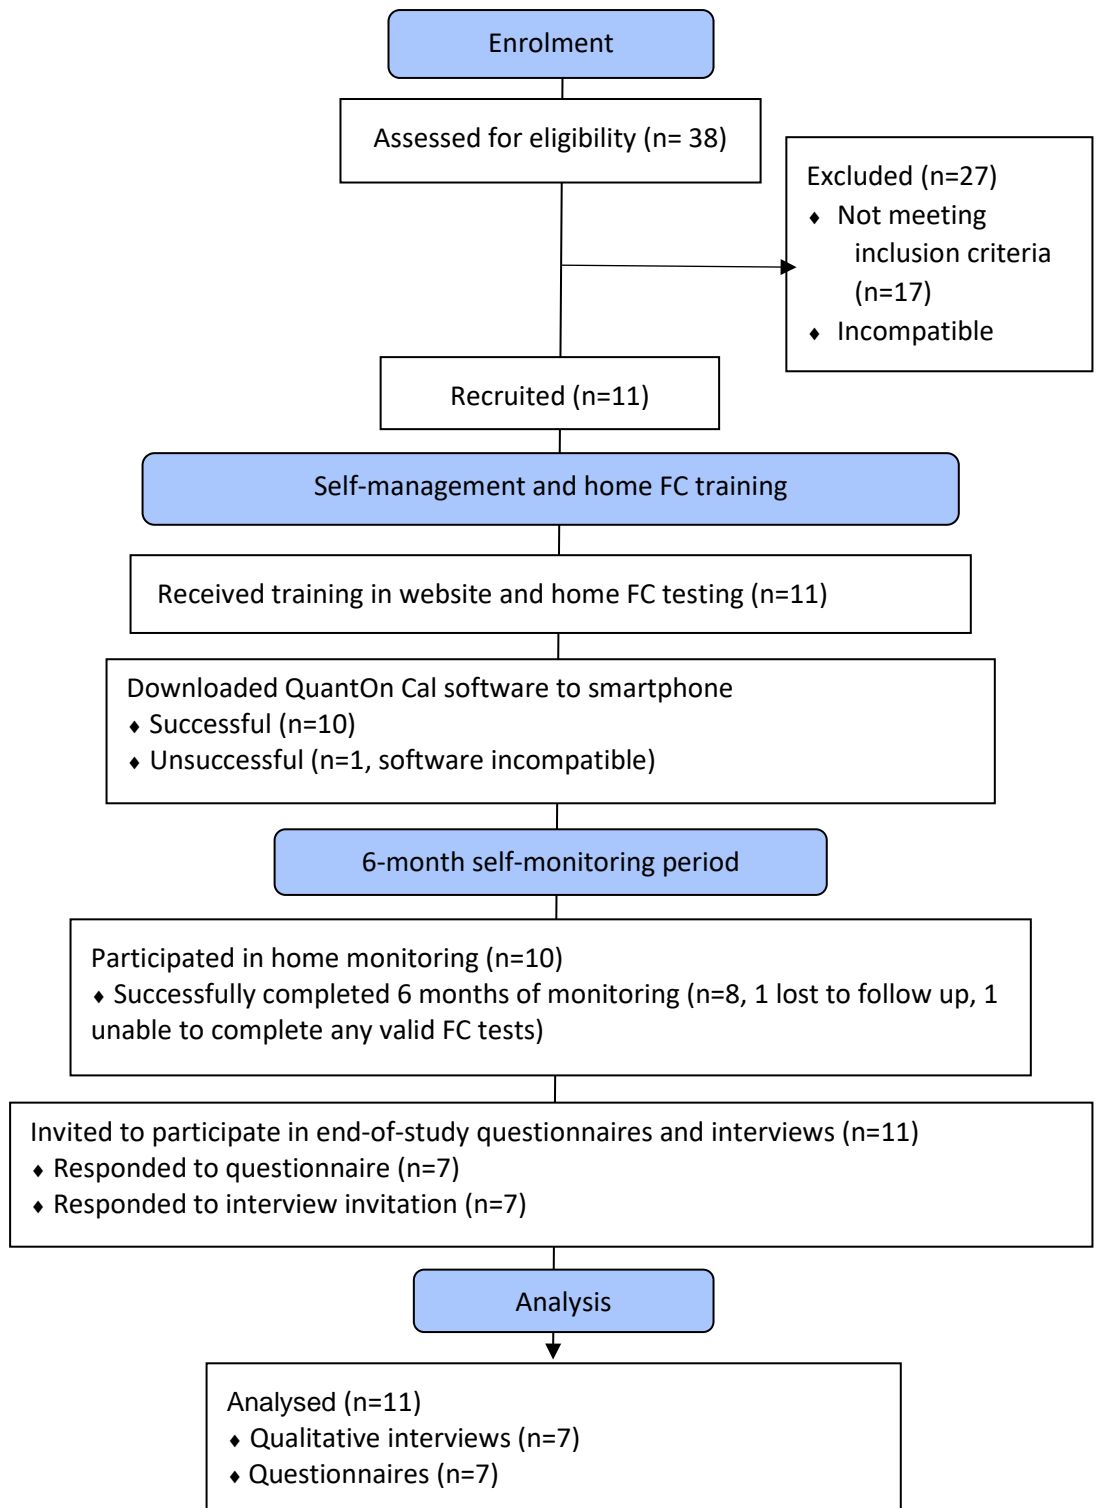 Enrolment
Assessed for eligibility (n= 38)
Excluded (n=27)
♦ Not meeting
inclusion criteria
(n=17)
♦ Incompatible
Recruited (n=11)
Self-management and home FC training
Received training in website and home FC testing (n=11)
Downloaded QuantOn Cal software to smartphone
♦ Successful (n=10)
♦ Unsuccessful (n=1, software incompatible)
6-month self-monitoring period
Participated in home monitoring (n=10)
♦ Successfully completed 6 months of monitoring (n=8, 1 lost to follow up, 1
unable to complete any valid FC tests)
Invited to participate in end-of-study questionnaires and interviews (n=11)
♦ Responded to questionnaire (n=7)
♦ Responded to interview invitation (n=7)
Analysis
Analysed (n=11)
♦ Qualitative interviews (n=7)
♦ Questionnaires (n=7)